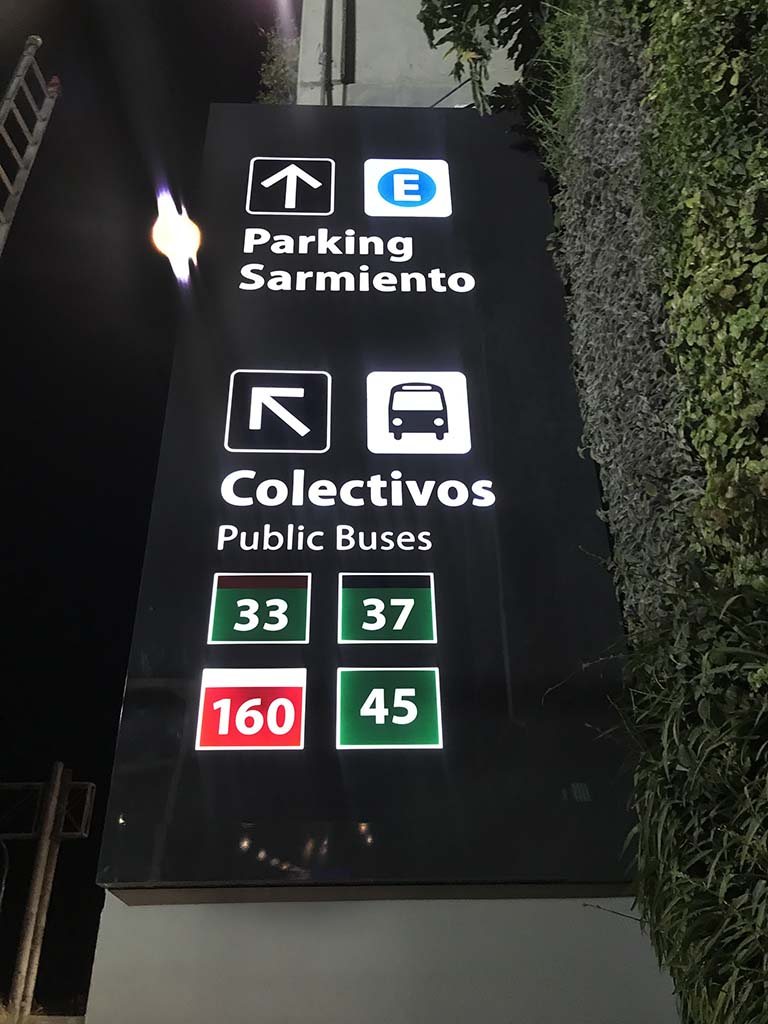 E
Parking
Sarmiento
Colectivos
Public Buses
33 37
160 45